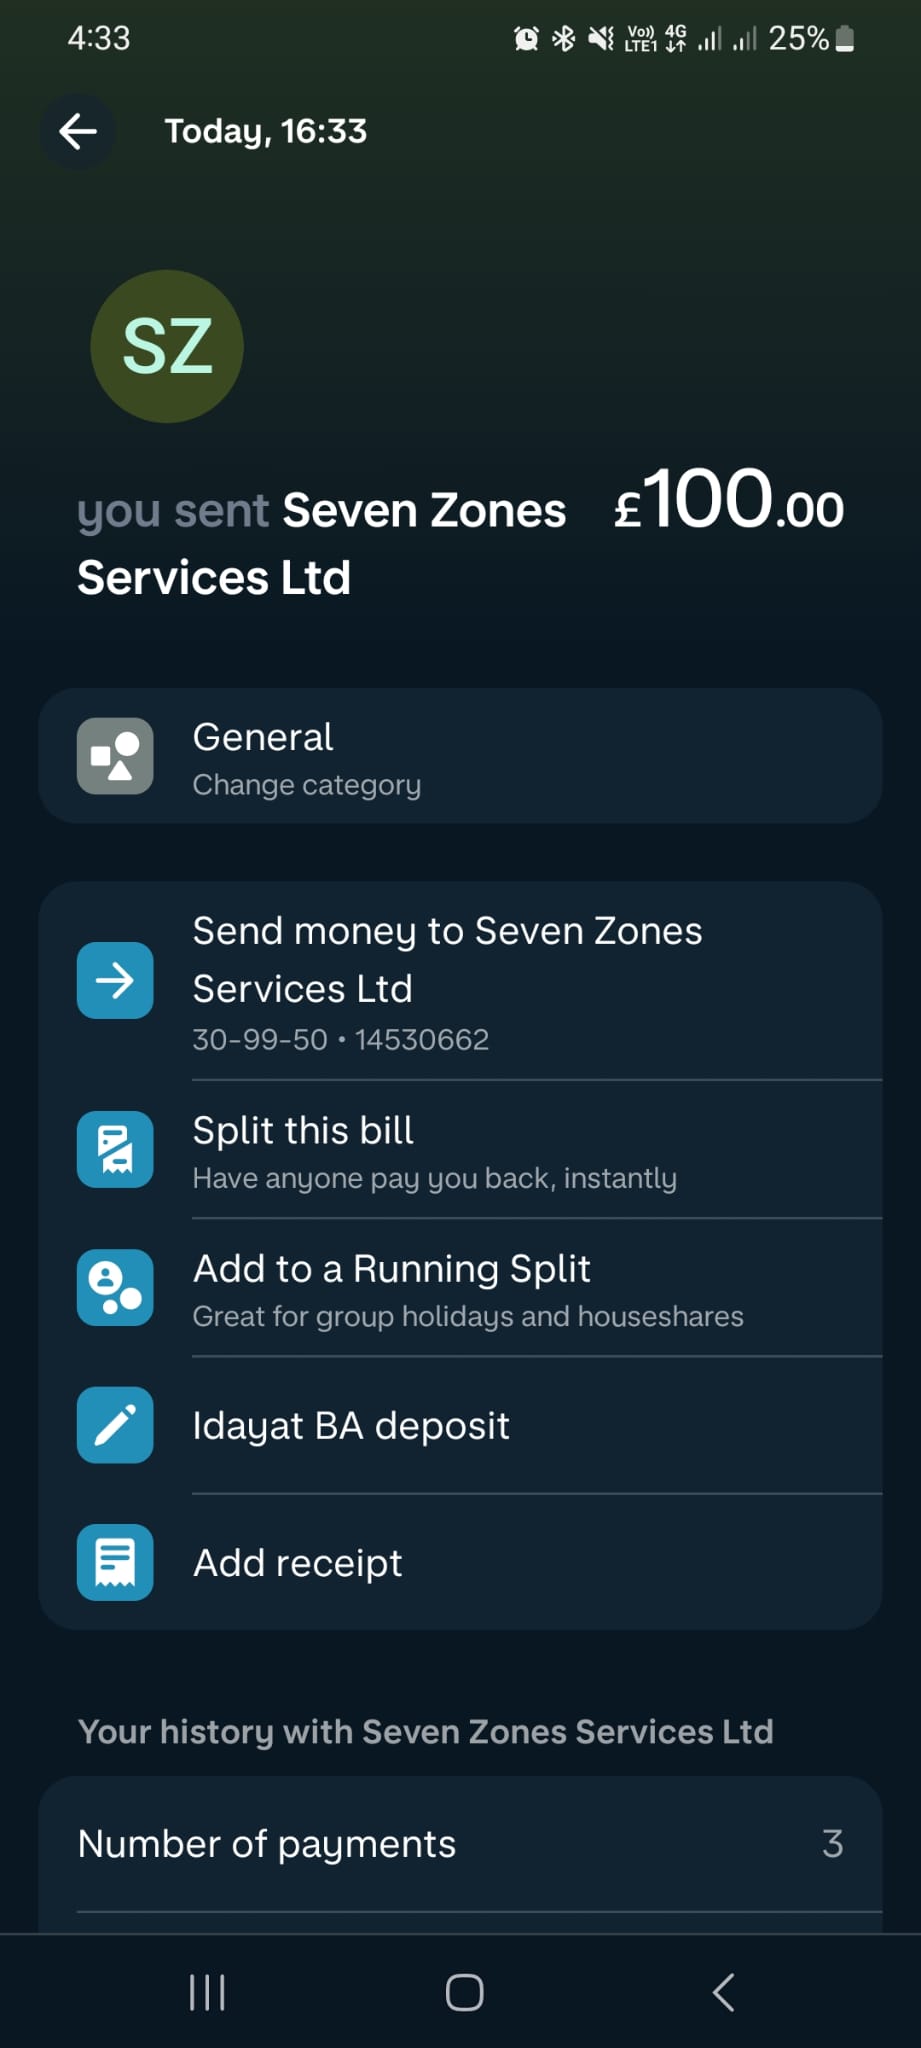 4:33
Vo)) LTE1 4G 25%
Today, 16:33
SZ
you sent Seven Zones £100.00
Services Ltd
General
Change category
Send money to Seven Zones
Services Ltd
30-99-50 • 14530662
Split this bill
Have anyone pay you back, instantly
Add to a Running Split
Great for group holidays and houseshares
Idayat BA deposit
Add receipt
Your history with Seven Zones Services Ltd
Number of payments 3